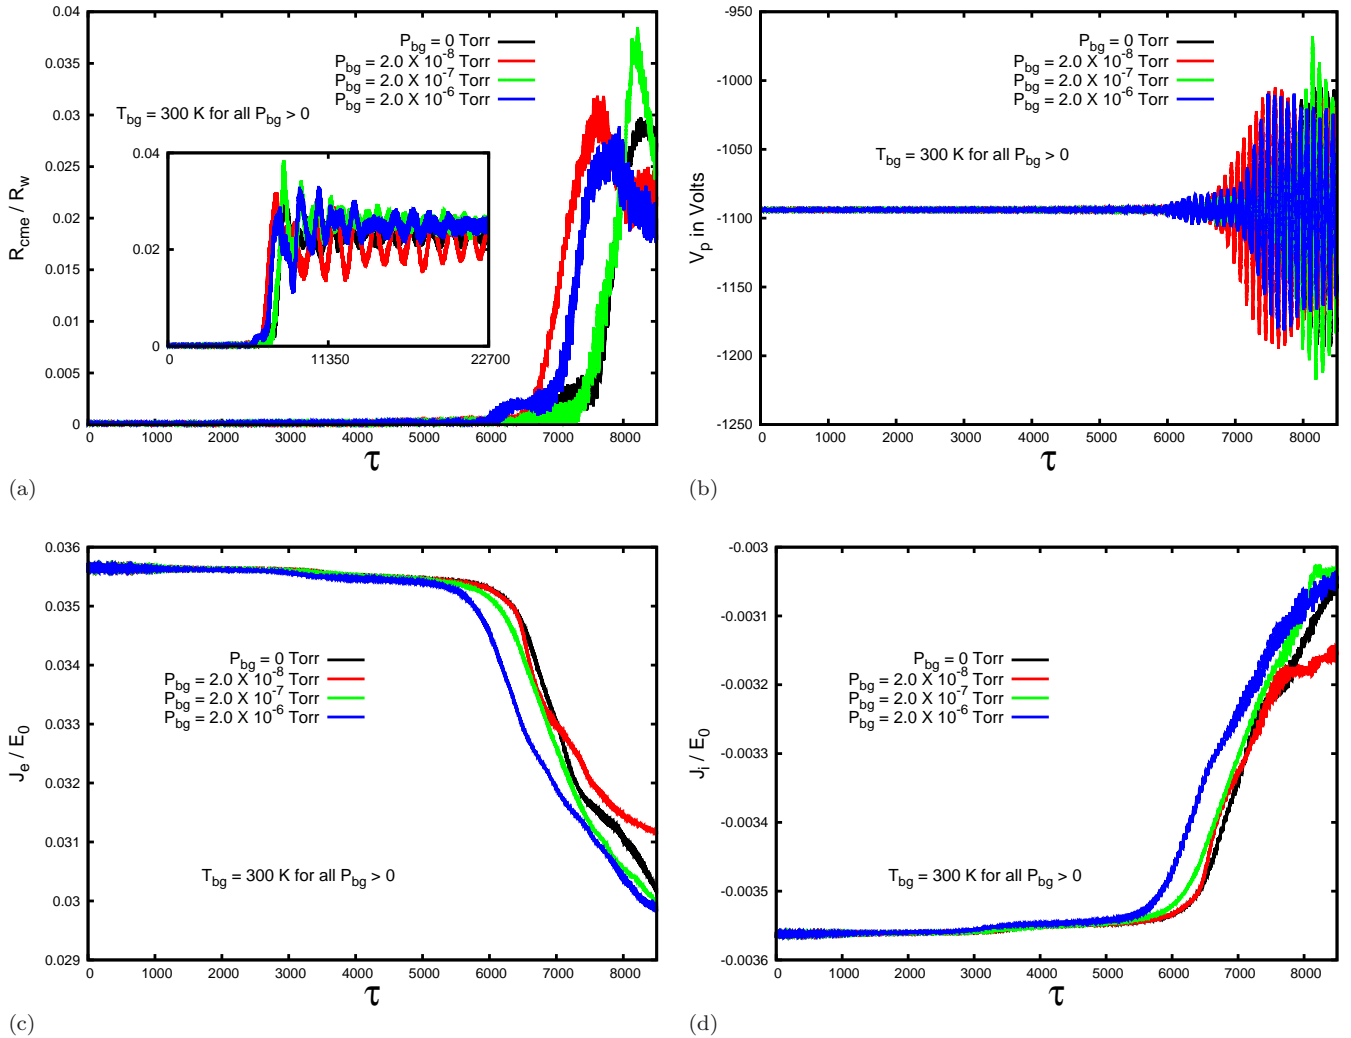 0.04
0.035
0.03
0.025
0.02
0.015
0.01
0.005
0
R_cme / R_w
P_bg = 0 Torr
P_bg = 2.0 X 10^-8 Torr
P_bg = 2.0 X 10^-7 Torr
P_bg = 2.0 X 10^-6 Torr
T_bg = 300 K for all P_bg > 0
0.04
0.02
0
0 11350 22700
0 1000 2000 3000 4000 5000 6000 7000 8000
τ
(a)
-950
-1000
-1050
-1100
-1150
-1200
-1250
V_p in Volts
P_bg = 0 Torr
P_bg = 2.0 X 10^-8 Torr
P_bg = 2.0 X 10^-7 Torr
P_bg = 2.0 X 10^-6 Torr
T_bg = 300 K for all P_bg > 0
0 1000 2000 3000 4000 5000 6000 7000 8000
τ
(b)
0.036
0.035
0.034
0.033
0.032
0.031
0.03
0.029
J_e / E_0
P_bg = 0 Torr
P_bg = 2.0 X 10^-8 Torr
P_bg = 2.0 X 10^-7 Torr
P_bg = 2.0 X 10^-6 Torr
T_bg = 300 K for all P_bg > 0
0 1000 2000 3000 4000 5000 6000 7000 8000
τ
(c)
-0.003
-0.0031
-0.0032
-0.0033
-0.0034
-0.0035
-0.0036
J_i / E_0
P_bg = 0 Torr
P_bg = 2.0 X 10^-8 Torr
P_bg = 2.0 X 10^-7 Torr
P_bg = 2.0 X 10^-6 Torr
T_bg = 300 K for all P_bg > 0
0 1000 2000 3000 4000 5000 6000 7000 8000
τ
(d)